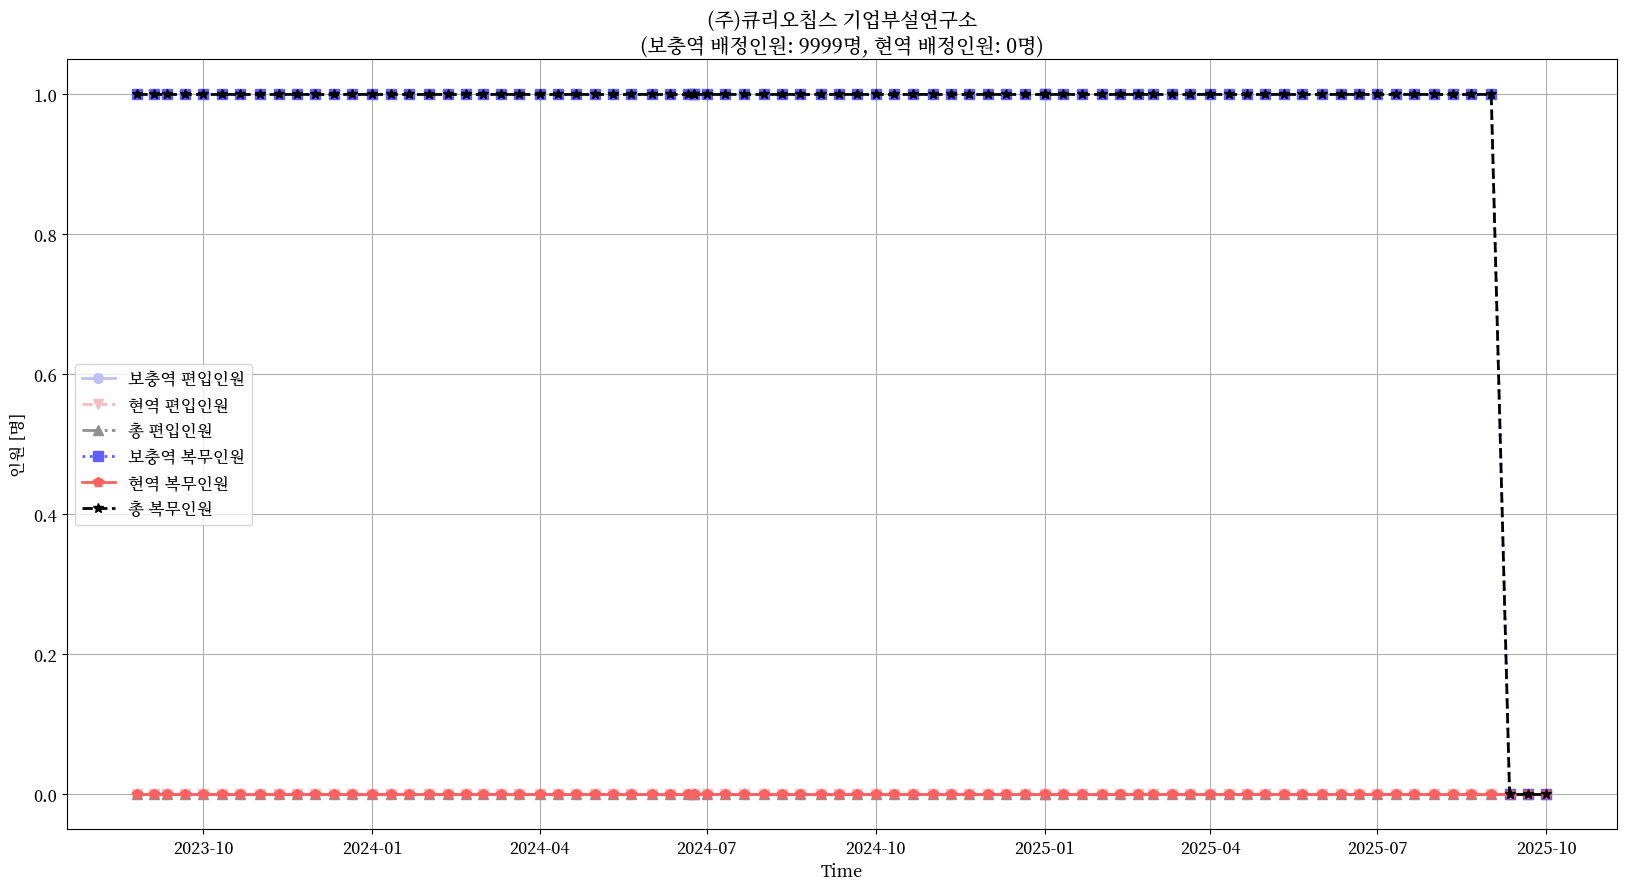 (주)큐리오칩스 기업부설연구소
(보충역 배정인원: 9999명, 현역 배정인원: 0명)
1.0
0.8
0.6
0.4
0.2
0.0
인원 [명]
보충역 편입인원
현역 편입인원
총 편입인원
보충역 복무인원
현역 복무인원
총 복무인원
2023-10
2024-01
2024-04
2024-07
2024-10
2025-01
2025-04
2025-07
2025-10
Time